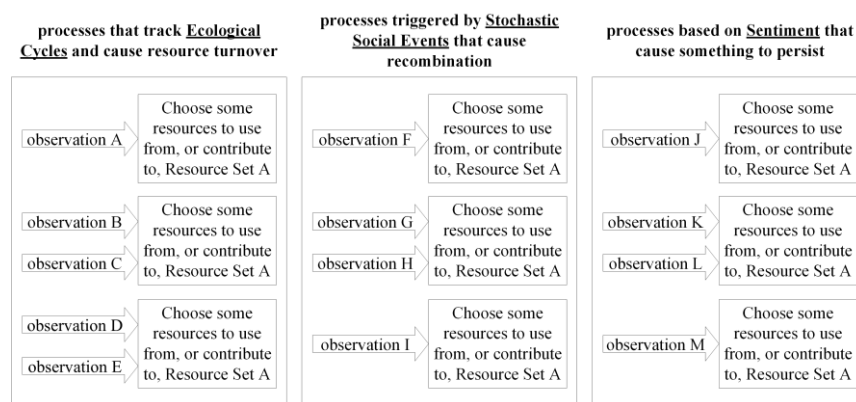 processes that track Ecological
Cycles and cause resource turnover
observation A
Choose some
resources to use
from, or contribute
to, Resource Set A
observation B
observation C
Choose some
resources to use
from, or contribute
to, Resource Set A
observation D
observation E
Choose some
resources to use
from, or contribute
to, Resource Set A
processes triggered by Stochastic
Social Events that cause
recombination
observation F
Choose some
resources to use
from, or contribute
to, Resource Set A
observation G
observation H
Choose some
resources to use
from, or contribute
to, Resource Set A
observation I
Choose some
resources to use
from, or contribute
to, Resource Set A
processes based on Sentiment that
cause something to persist
observation J
Choose some
resources to use
from, or contribute
to, Resource Set A
observation K
observation L
Choose some
resources to use
from, or contribute
to, Resource Set A
observation M
Choose some
resources to use
from, or contribute
to, Resource Set A